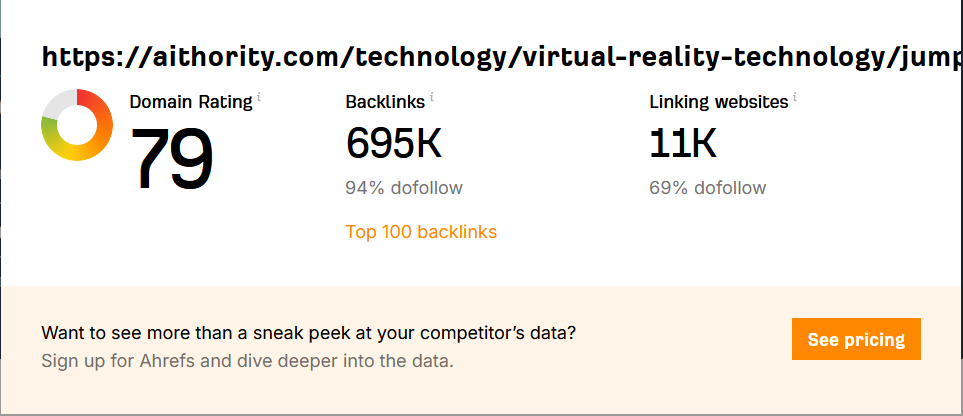 https://aithority.com/technology/virtual-reality-technology/jump
Domain Rating i
79
Backlinks i
695K
94% dofollow
Top 100 backlinks
Linking websites i
11K
69% dofollow
Want to see more than a sneak peek at your competitor’s data?
Sign up for Ahrefs and dive deeper into the data.
See pricing